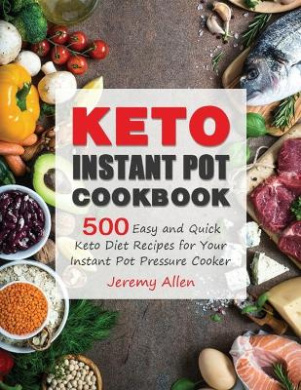 KETO
INSTANT POT
COOKBOOK
500 Easy and Quick
Keto Diet Recipes for Your
Instant Pot Pressure Cooker
Jeremy Allen